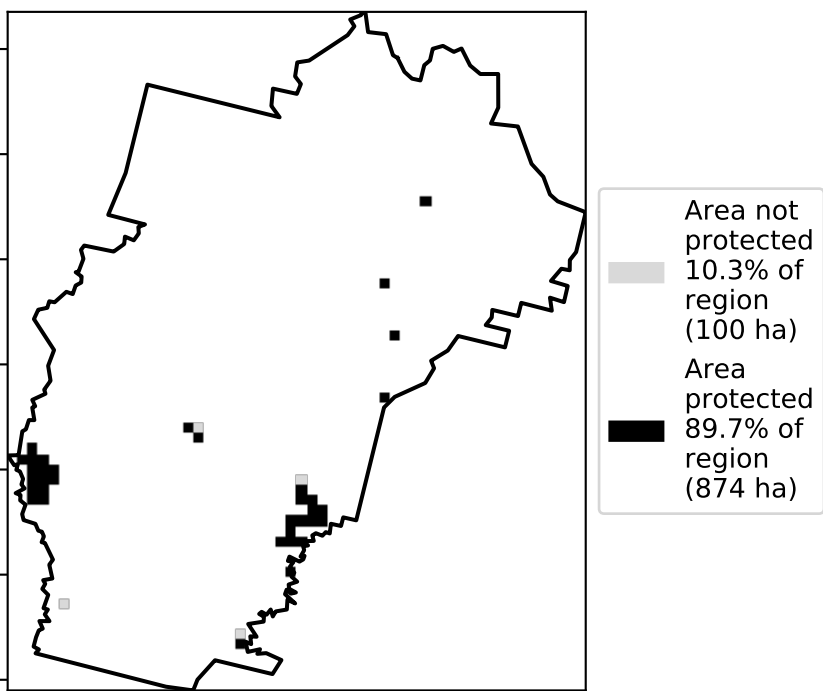 Area not
protected
10.3% of
region
(100 ha)
Area
protected
89.7% of
region
(874 ha)